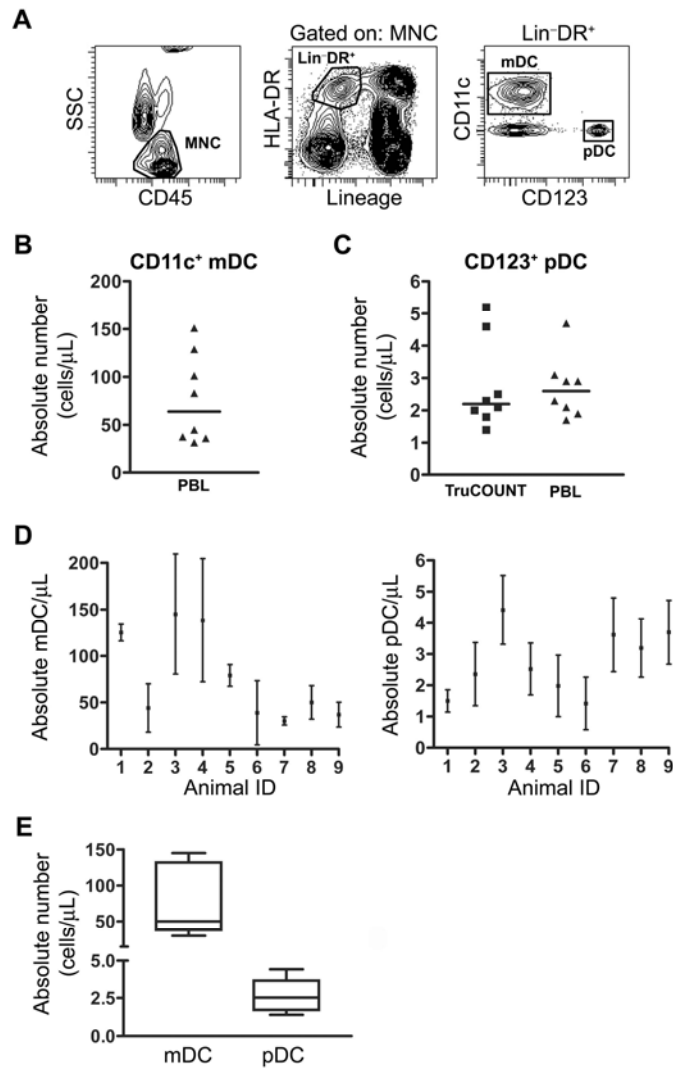 A
Gated on: MNC
Lin⁻DR⁺
SSC
MNC
CD45
HLA-DR
Lin⁻DR⁺
Lineage
CD11c
mDC
pDC
CD123
B
CD11c⁺ mDC
Absolute number
(cells/μL)
200
150
100
50
0
PBL
C
CD123⁺ pDC
Absolute number
(cells/μL)
6
5
4
3
2
1
0
TruCOUNT PBL
D
Absolute mDC/μL
200
150
100
50
0
1 2 3 4 5 6 7 8 9
Animal ID
Absolute pDC/μL
6
5
4
3
2
1
0
1 2 3 4 5 6 7 8 9
Animal ID
E
Absolute number
(cells/μL)
150
100
50
5.0
2.5
0.0
mDC pDC